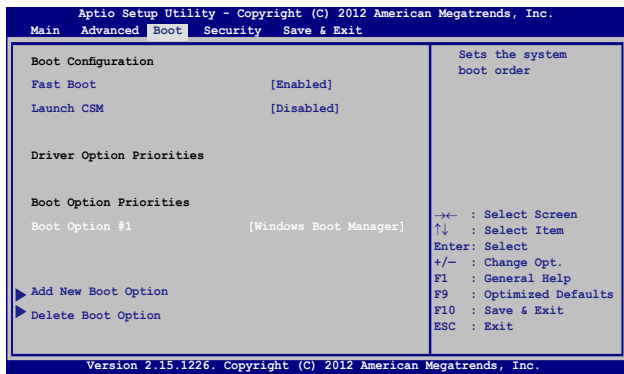 Aptio Setup Utility - Copyright (C) 2012 American Megatrends, Inc.
Main Advanced Boot Security Save & Exit
Boot Configuration
Fast Boot [Enabled]
Launch CSM [Disabled]
Driver Option Priorities
Boot Option Priorities
Boot Option #1 [Windows Boot Manager]
Add New Boot Option
Delete Boot Option
Sets the system
boot order
→← : Select Screen
↑↓ : Select Item
Enter: Select
+/— : Change Opt.
F1 : General Help
F9 : Optimized Defaults
F10 : Save & Exit
ESC : Exit
Version 2.15.1226. Copyright (C) 2012 American Megatrends, Inc.